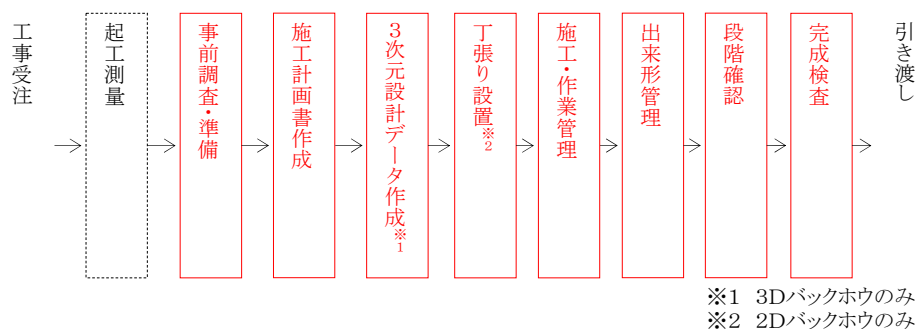 工事受注
起工測量
事前調査・準備
施工計画書作成
3次元設計データ作成※1
丁張り設置※2
施工・作業管理
出来形管理
段階確認
完成検査
引き渡し
※1 3Dバックホウのみ
※2 2Dバックホウのみ